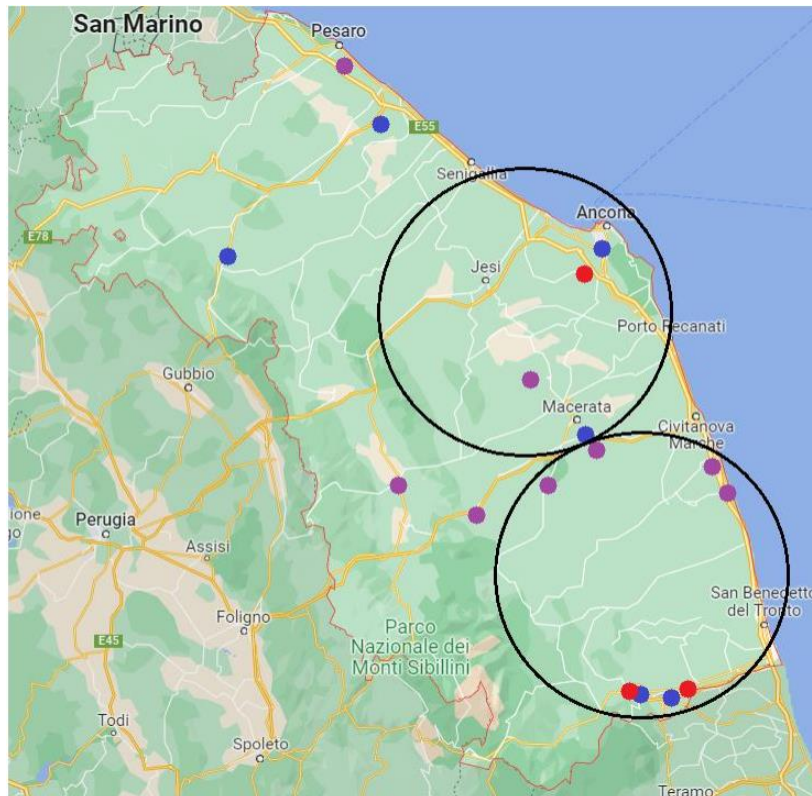 San Marino
Pesaro
E55
Senigallia
Ancona
E78
Jesi
Porto Recanati
Gubbio
Macerata
Civitanova
Marche
Perugia
Assisi
San Benedetto
del Tronto
Foligno
Parco
Nazionale dei
Monti Sibillini
E45
Todi
Spoleto
Teramo